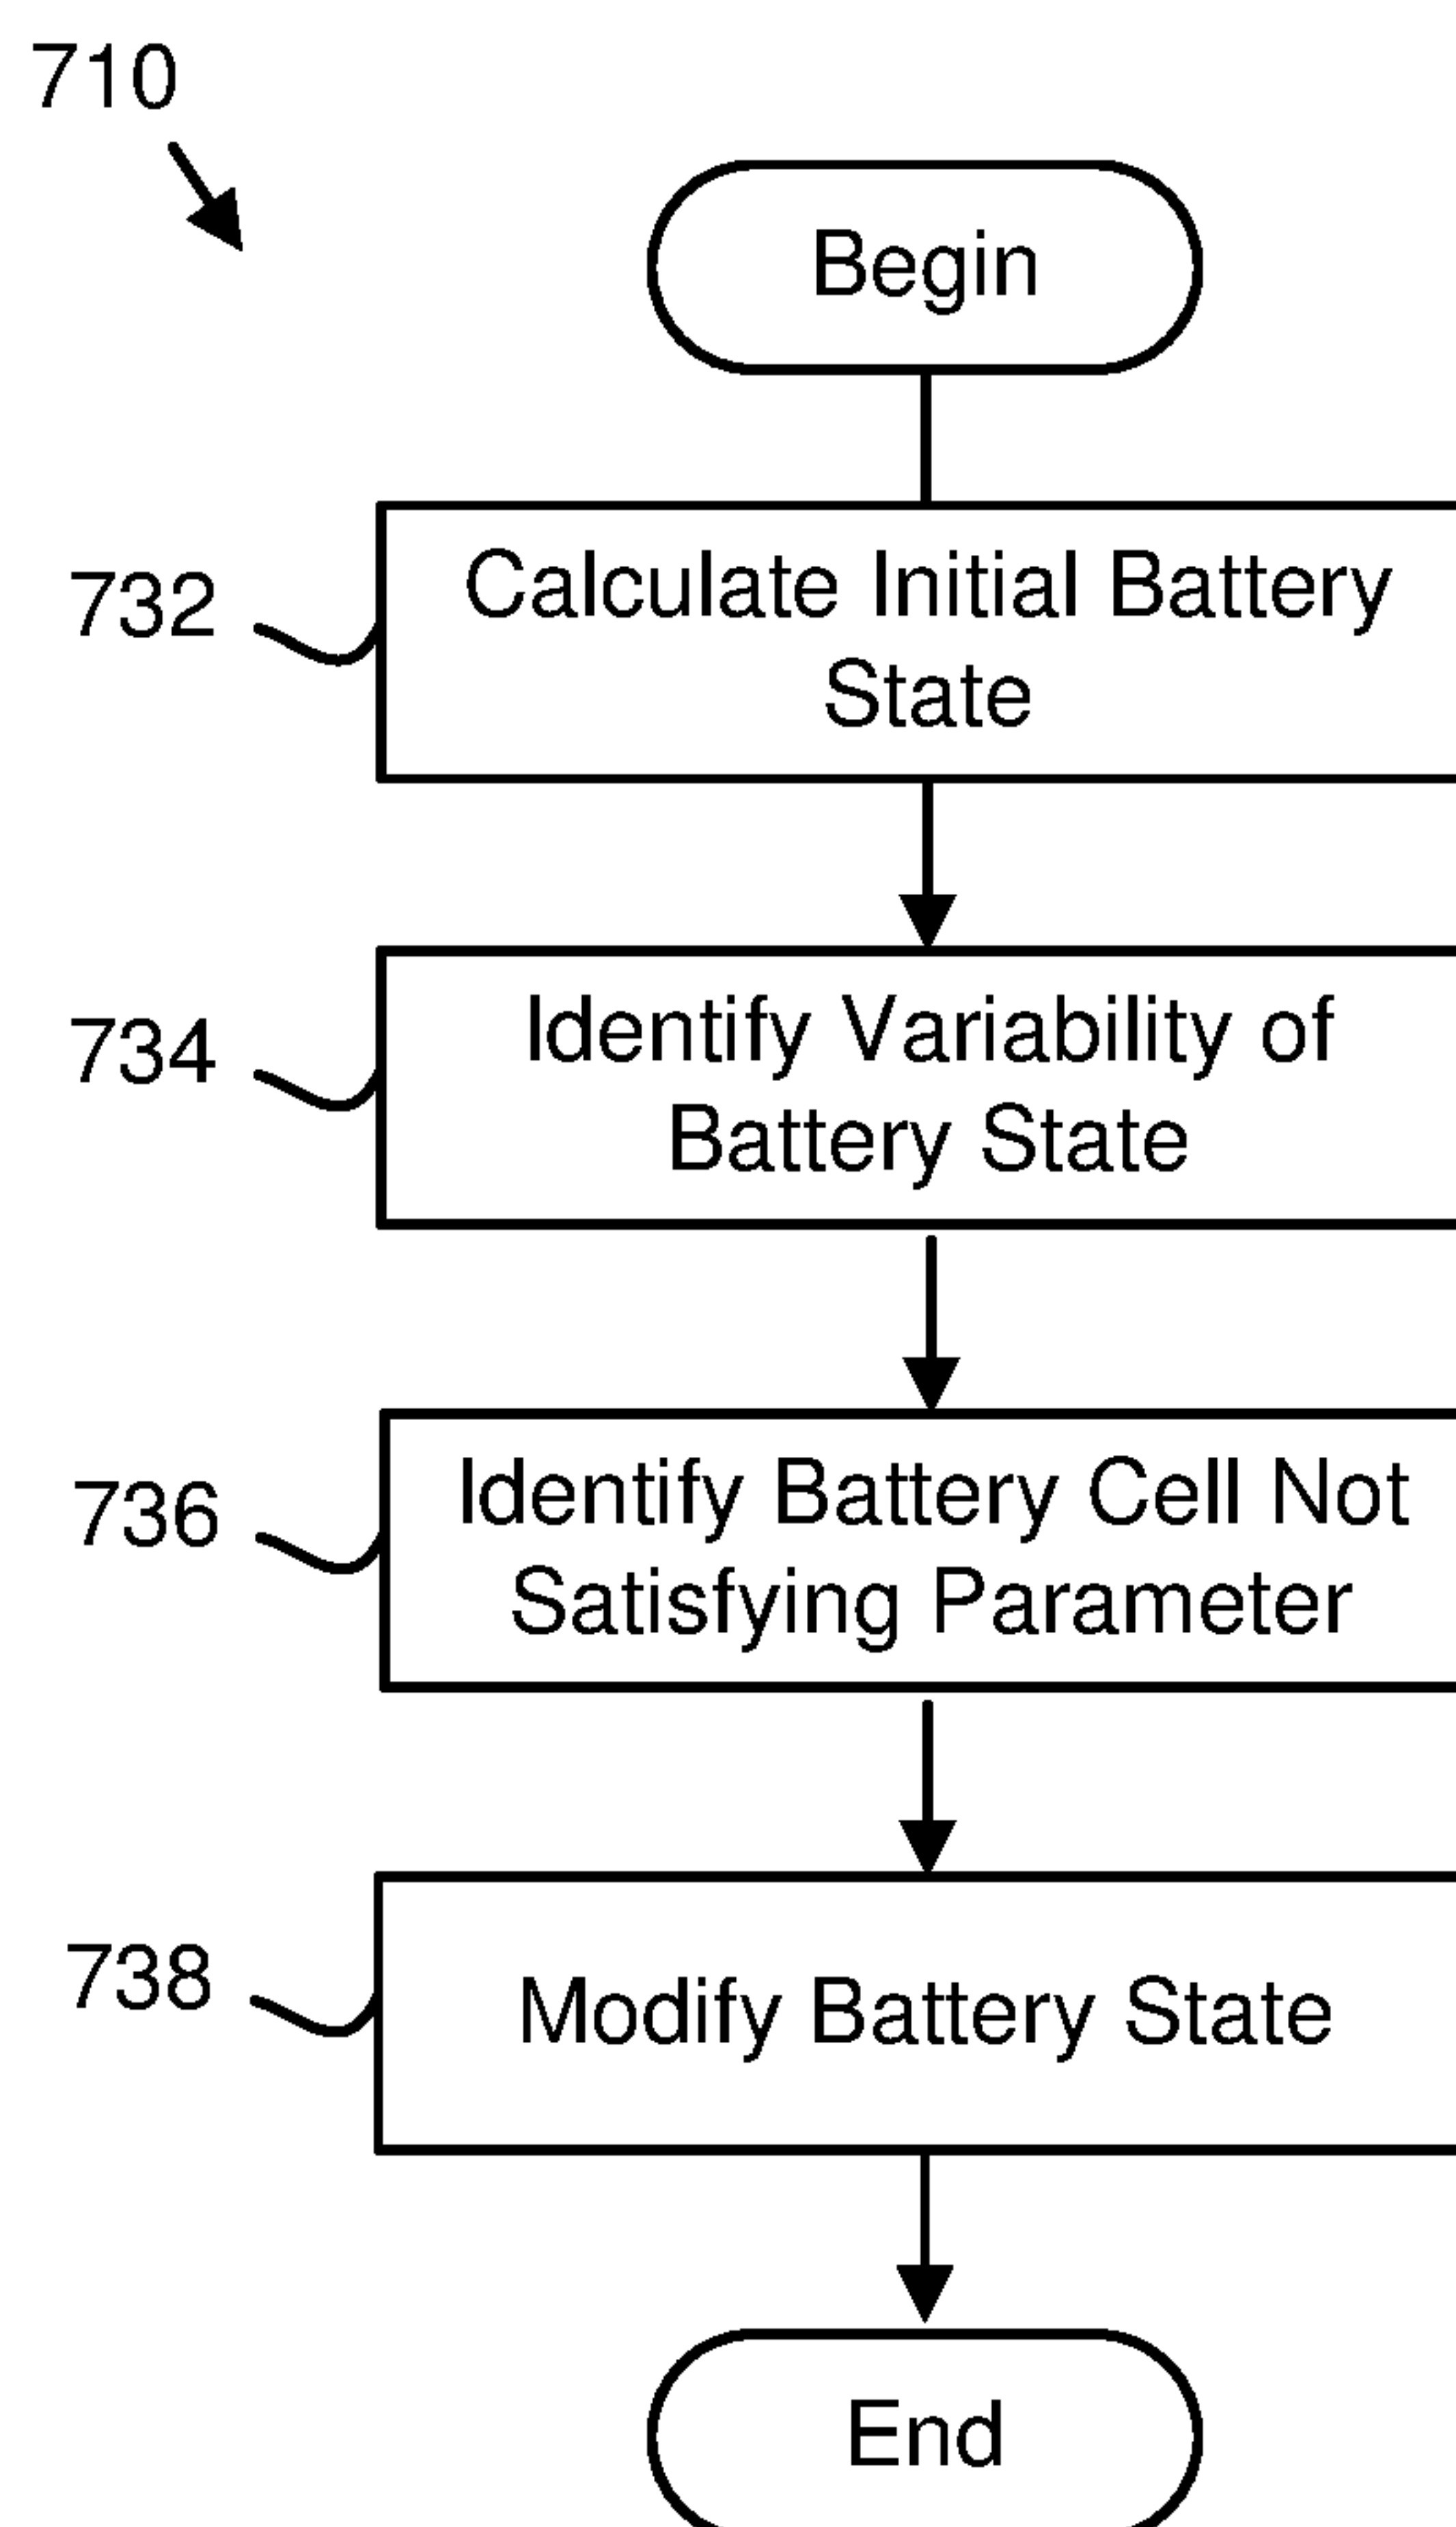 710
Begin
732
Calculate Initial Battery
State
734
Identify Variability of
Battery State
736
Identify Battery Cell Not
Satisfying Parameter
738
Modify Battery State
End